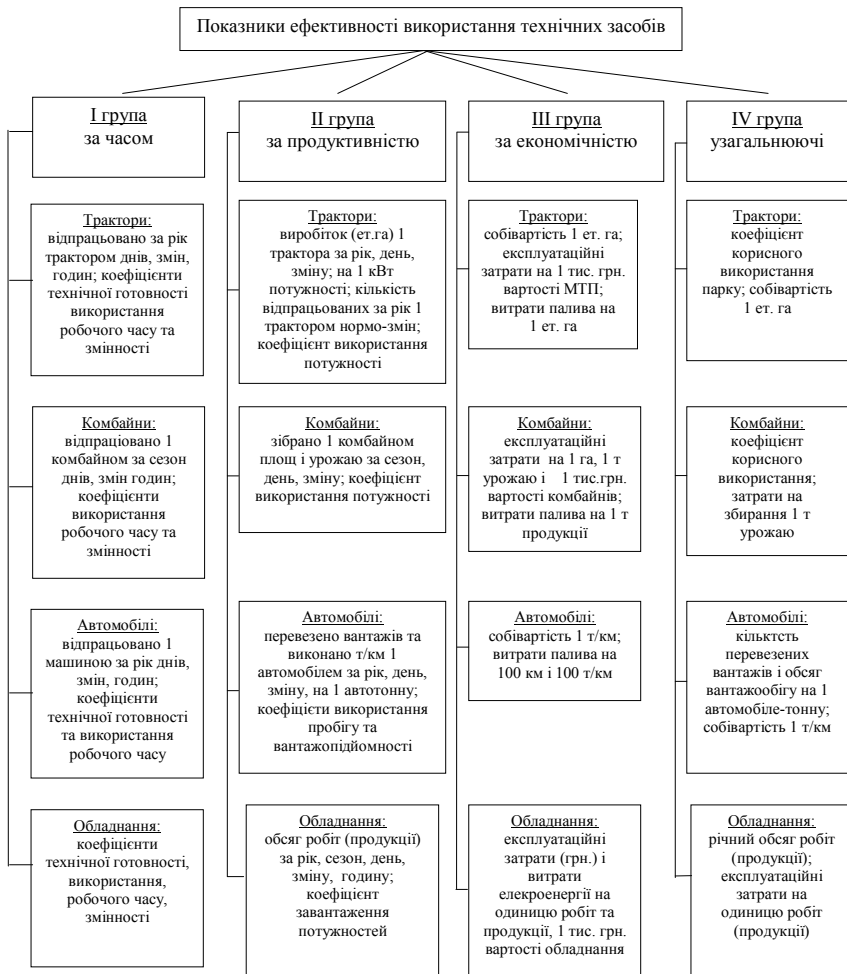 Показники ефективності використання технічних засобів
І група
за часом
Трактори:
відпрацьовано за рік
трактором днів, змін,
годин; коефіцієнти
технічної готовності
використання
робочого часу та
змінності
Комбайни:
відпраціовано 1
комбайном за сезон
днів, змін годин;
коефіцієнти
використання
робочого часу та
змінності
Автомобілі:
відпрацьовано 1
машиною за рік днів,
змін, годин;
коефіцієнти
технічної готовності
та використання
робочого часу
Обладнання:
коефіцієнти
технічної готовності,
використання,
робочого часу,
змінності
ІІ група
за продуктивністю
Трактори:
виробіток (ет.га) 1
трактора за рік, день,
зміну; на 1 кВт
потужності; кількість
відпрацьованих за рік 1
трактором нормо-змін;
коефіцієнт використання
потужності
Комбайни:
зібрано 1 комбайном
площ і урожаю за сезон,
день, зміну; коефіцієнт
використання потужності
Автомобілі:
перевезено вантажів та
виконано т/км 1
автомобілем за рік, день,
зміну, на 1 автотонну;
коефіцієти використання
пробігу та
вантажопідйомності
Обладнання:
обсяг робіт (продукції)
за рік, сезон, день,
зміну, годину;
коефіцієнт
завантаження
потужностей
ІІІ група
за економічністю
Трактори:
собівартість 1 ет. га;
експлуатаційні
затрати на 1 тис. грн.
вартості МТП;
витрати палива на
1 ет. га
Комбайни:
експлуатаційні
затрати на 1 га, 1 т
урожаю і 1 тис.грн.
вартості комбайнів;
витрати палива на 1 т
продукції
Автомобілі:
собівартість 1 т/км;
витрати палива на
100 км і 100 т/км
Обладнання:
експлуатаційні
затрати (грн.) і
витрати
елекроенергії на
одиницю робіт та
продукції, 1 тис. грн.
вартості обладнання
IV група
узагальнюючі
Трактори:
коефіцієнт
корисного
використання
парку; собівартість
1 ет. га
Комбайни:
коефіцієнт
корисного
використання;
затрати на
збирання 1 т
урожаю
Автомобілі:
кільктсть
перевезених
вантажів і обсяг
вантажообігу на 1
автомобіле-тонну;
собівартість 1 т/км
Обладнання:
річний обсяг робіт
(продукції);
експлуатаційні
затрати на
одиницю робіт
(продукції)